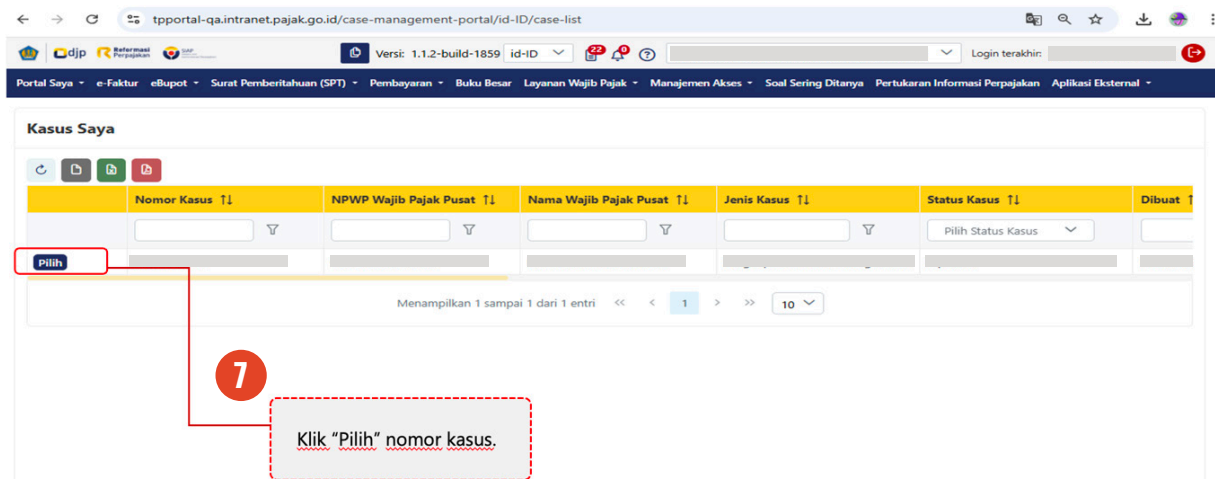 tpportal-qa.intranet.pajak.go.id/case-management-portal/id-ID/case-list
djp Reformasi Perpajakan Versi: 1.1.2-build-1859 id-ID 22 0 Login terakhir:
Portal Saya e-Faktur eBupot Surat Pemberitahuan (SPT) Pembayaran Buku Besar Layanan Wajib Pajak Manajemen Akses Soal Sering Ditanya Pertukaran Informasi Perpajakan Aplikasi Eksternal
Kasus Saya
Nomor Kasus NPWP Wajib Pajak Pusat Nama Wajib Pajak Pusat Jenis Kasus Status Kasus Dibuat
Pilih Status Kasus
Pilih
Menampilkan 1 sampai 1 dari 1 entri << < 1 > >> 10
7
Klik “Pilih” nomor kasus.